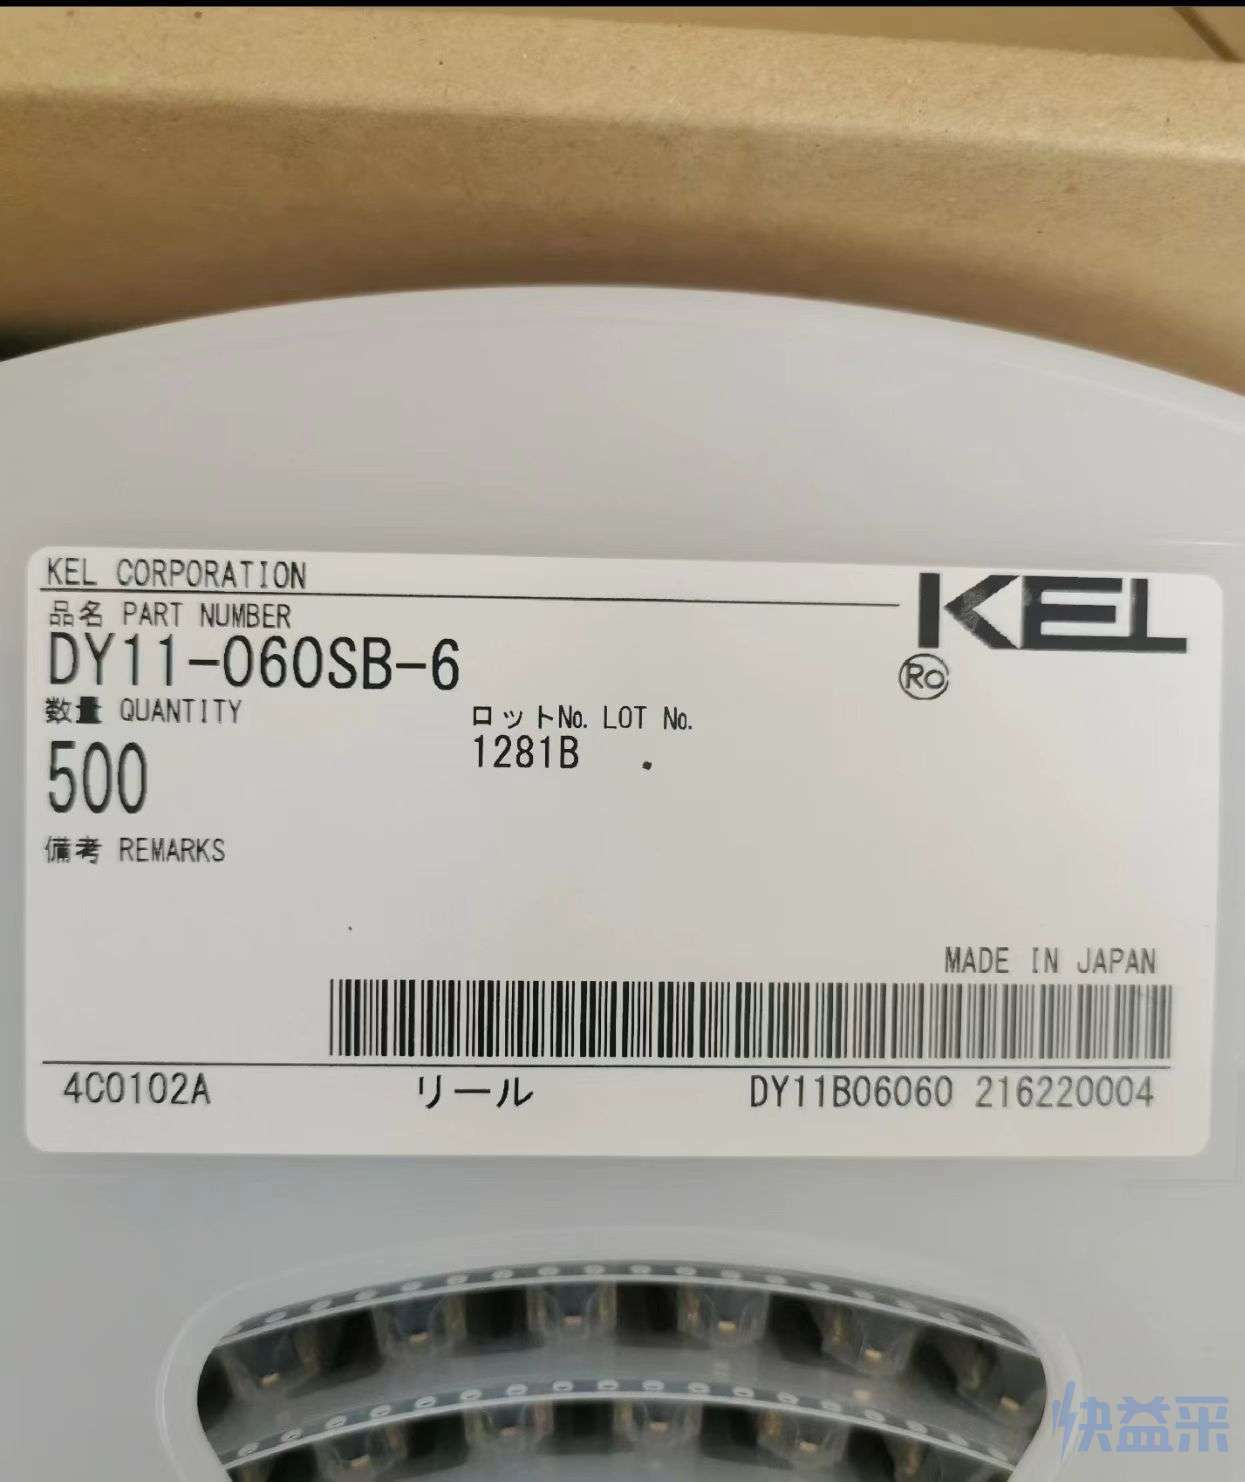 KEL CORPORATION
KEL
品名 PART NUMBER
DY11-060SB-6
Ro
数量 QUANTITY
ロットNo. LOT No.
500
1281B
備考 REMARKS
MADE IN JAPAN
4C0102A リール DY11B06060 216220004
快益采